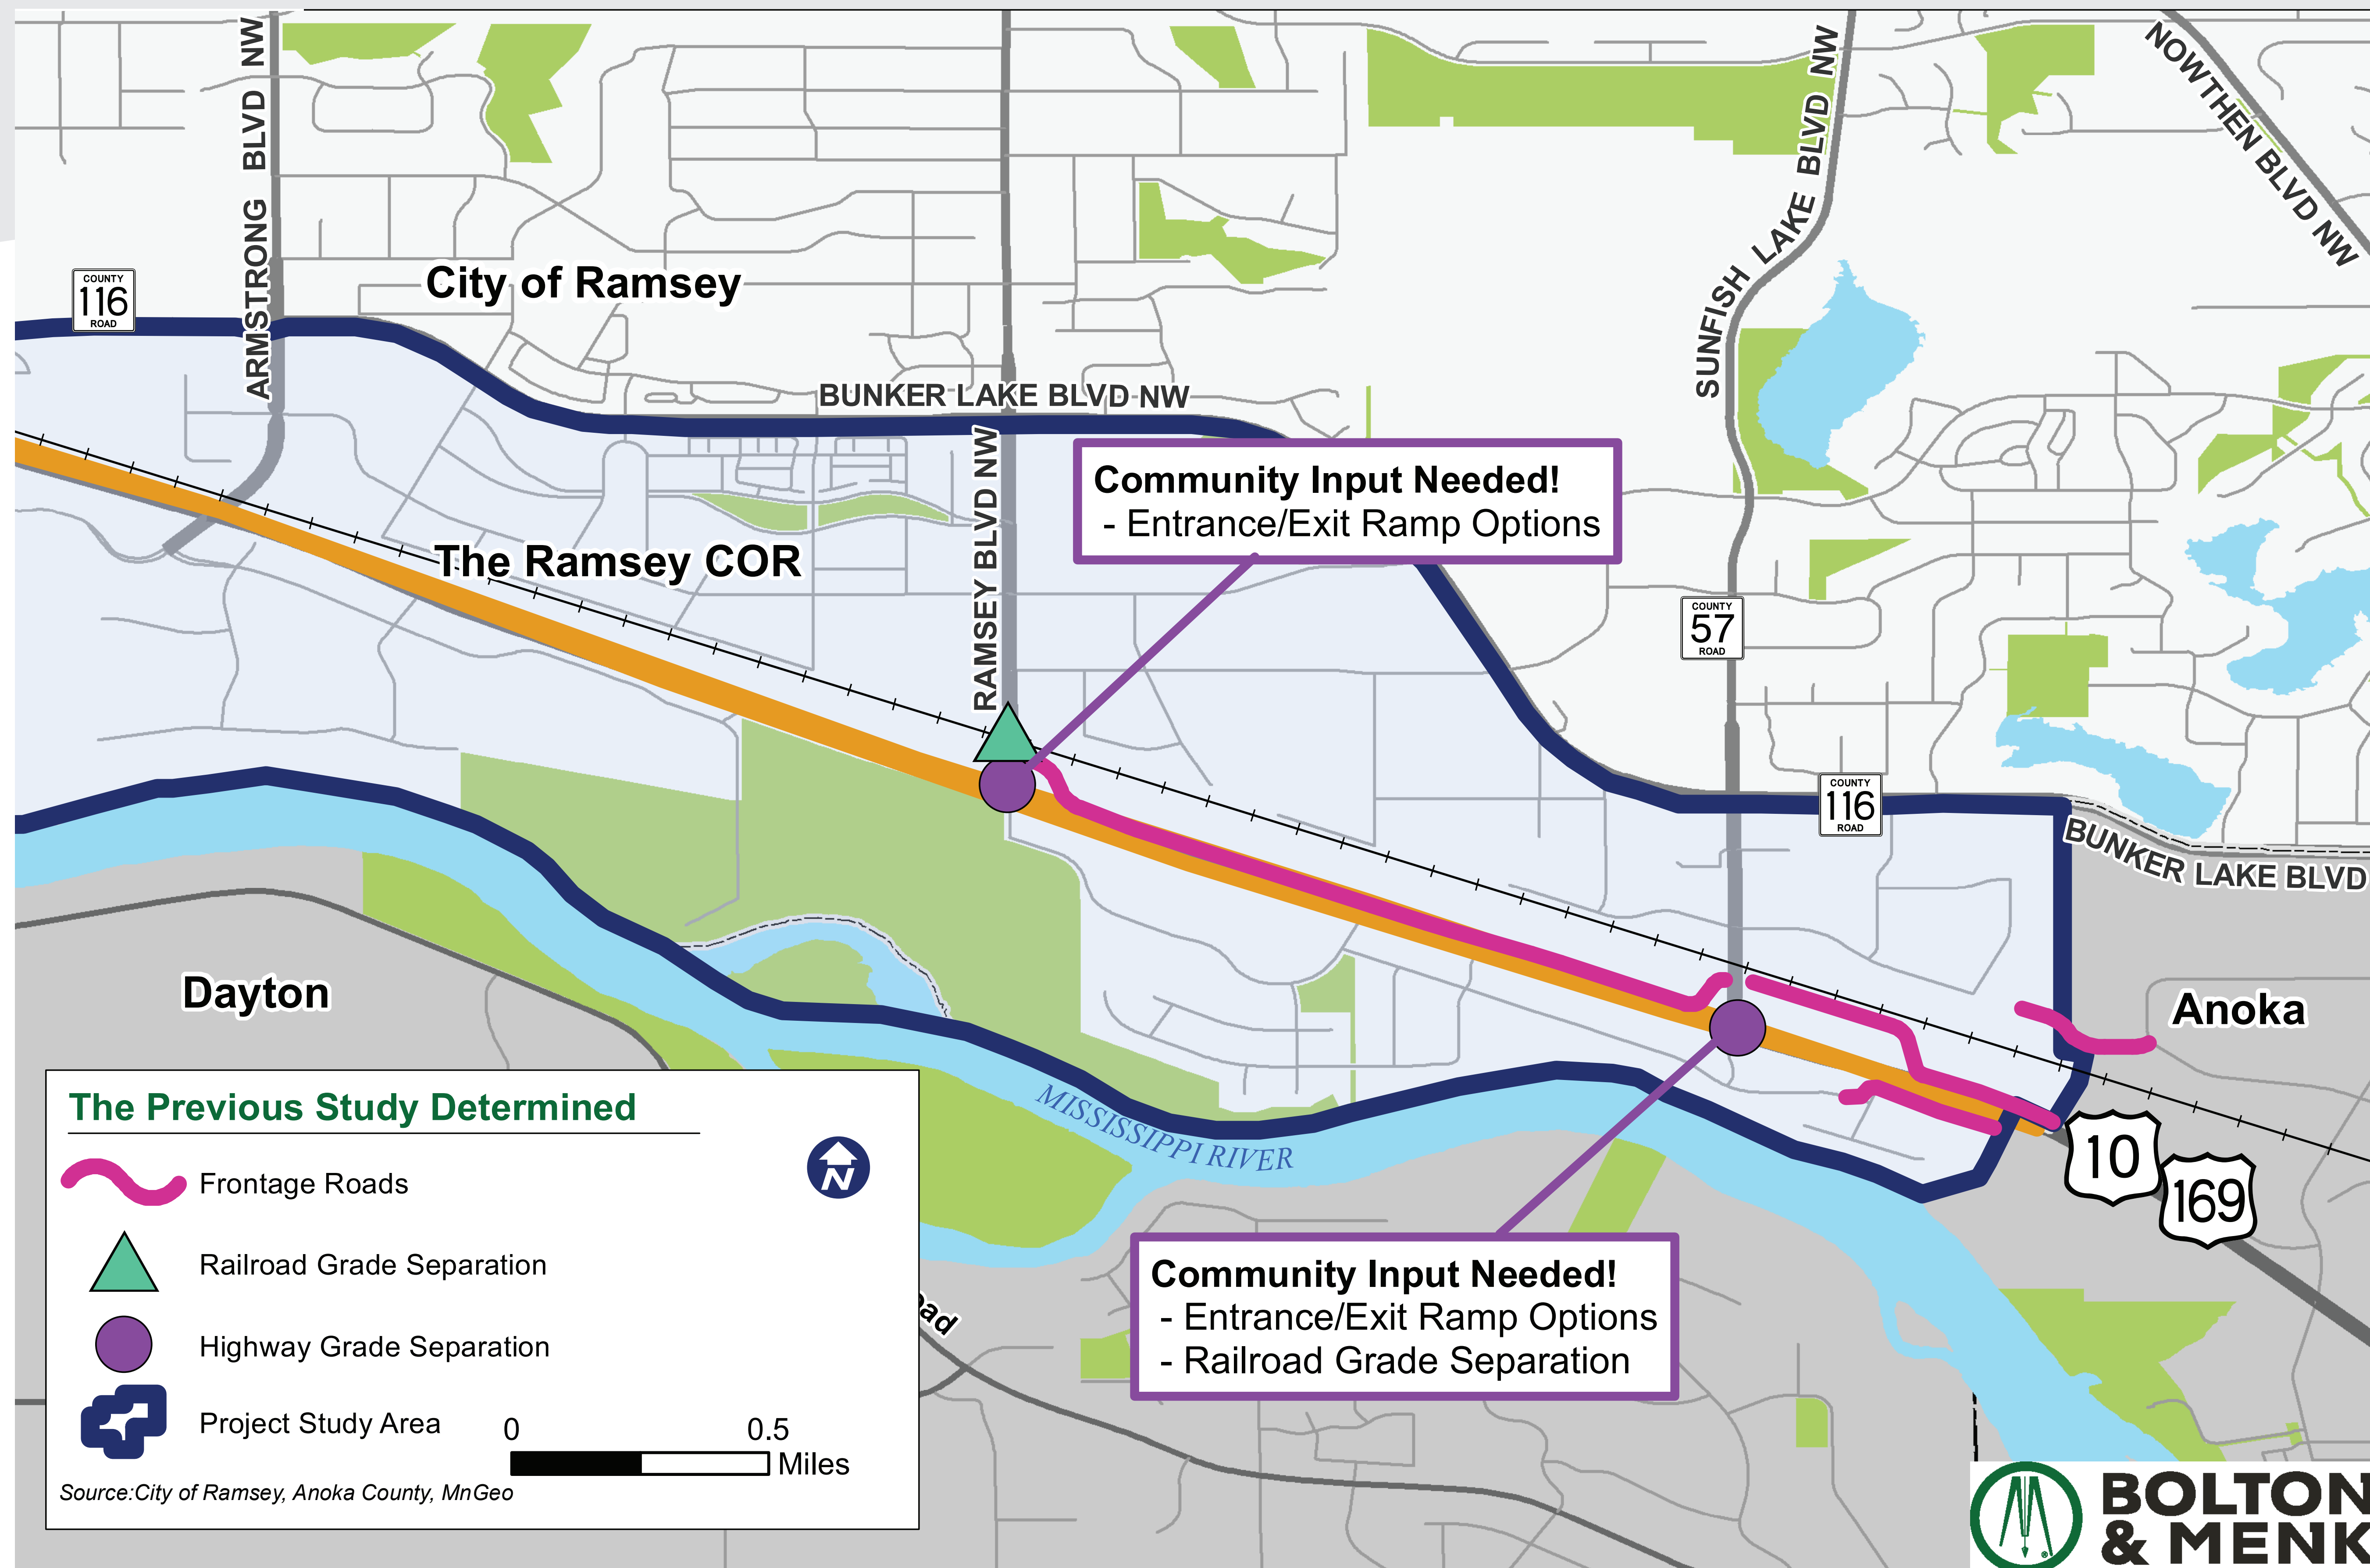 ARMSTRONG BLVD NW
SUNFISH LAKE BLVD NW
NOWTHEN BLVD NW
COUNTY
116
ROAD
City of Ramsey
BUNKER LAKE BLVD NW
RAMSEY BLVD NW
Community Input Needed!
- Entrance/Exit Ramp Options
The Ramsey COR
COUNTY
57
ROAD
COUNTY
116
ROAD
BUNKER LAKE BLVD
Dayton
Anoka
MISSISSIPPI RIVER
10
169
Community Input Needed!
- Entrance/Exit Ramp Options
- Railroad Grade Separation
The Previous Study Determined
N
Frontage Roads
Railroad Grade Separation
Highway Grade Separation
Project Study Area
0 0.5
Miles
Source:City of Ramsey, Anoka County, MnGeo
BOLTON
& MENK
®